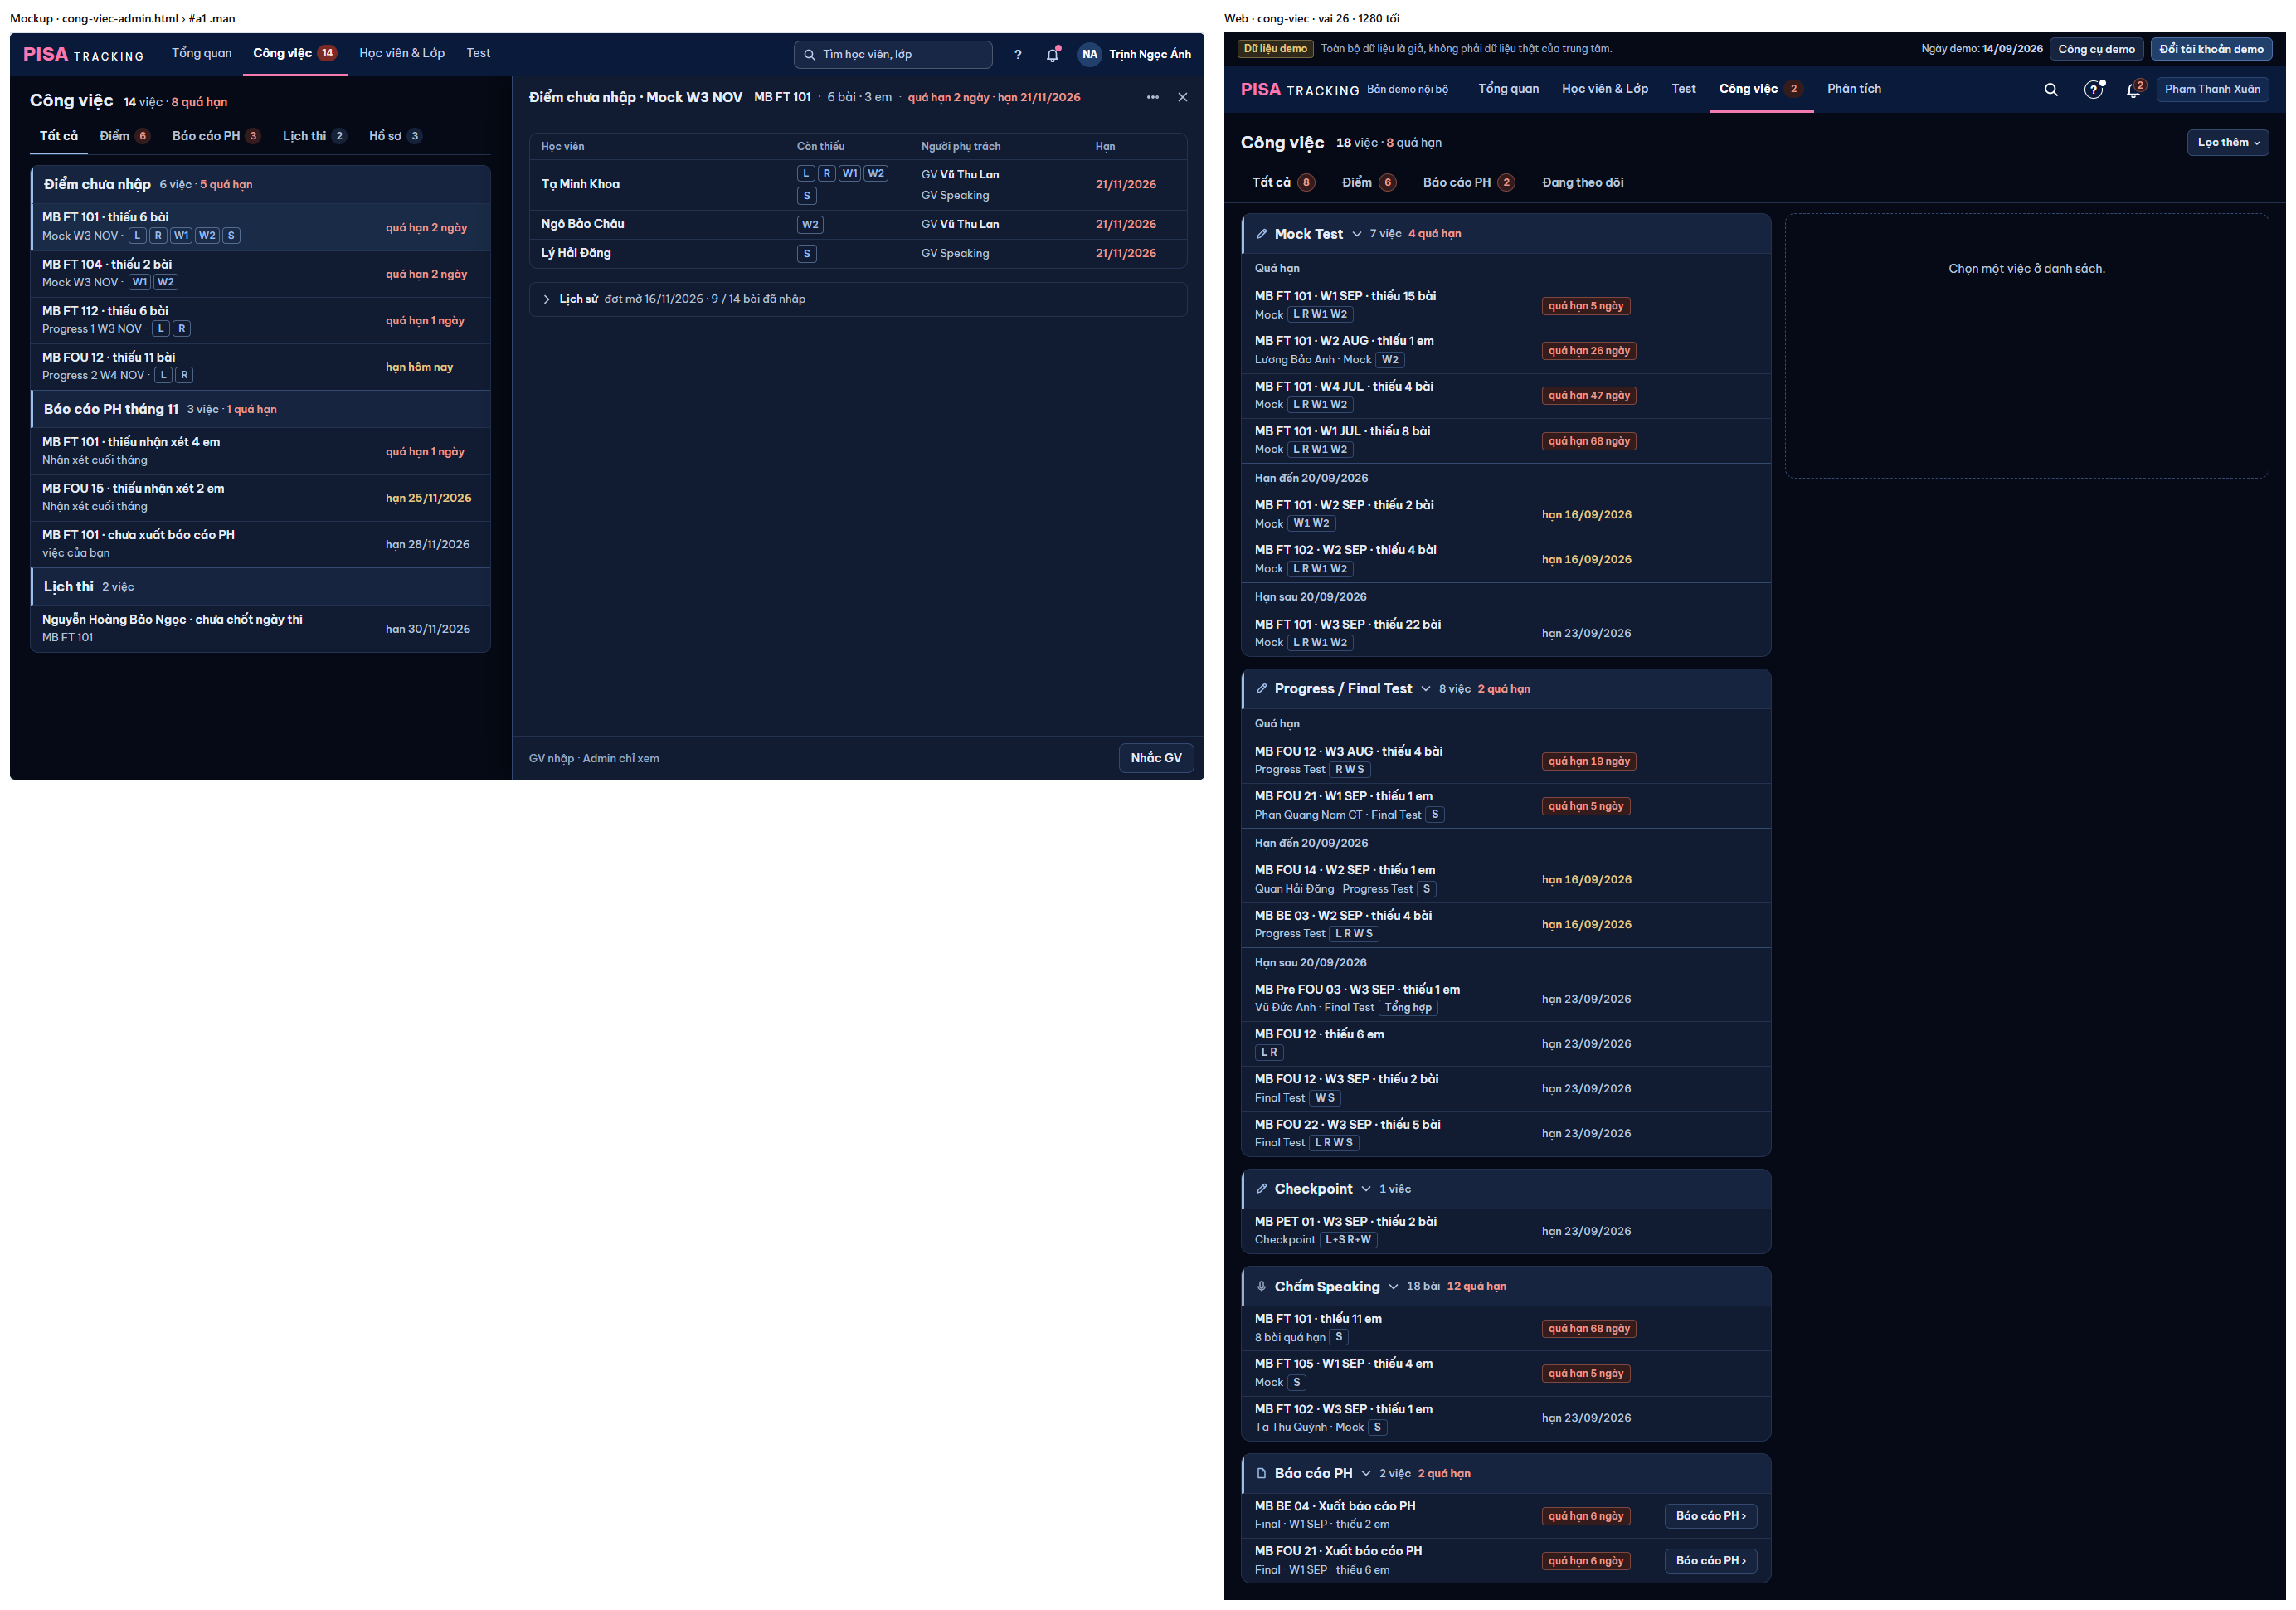 Mockup · cong-viec-admin.html › #a1 .man
PISA TRACKING
Tổng quan
Công việc 14
Học viên & Lớp
Test
Tìm học viên, lớp
?
NA Trịnh Ngọc Ánh
Công việc 14 việc · 8 quá hạn
Tất cả
Điểm 6
Báo cáo PH 3
Lịch thi 2
Hồ sơ 3
Điểm chưa nhập 6 việc · 5 quá hạn
MB FT 101 · thiếu 6 bài
Mock W3 NOV · L R W1 W2 S
quá hạn 2 ngày
MB FT 104 · thiếu 2 bài
Mock W3 NOV · W1 W2
quá hạn 2 ngày
MB FT 112 · thiếu 6 bài
Progress 1 W3 NOV · L R
quá hạn 1 ngày
MB FOU 12 · thiếu 11 bài
Progress 2 W4 NOV · L R
hạn hôm nay
Báo cáo PH tháng 11 3 việc · 1 quá hạn
MB FT 101 · thiếu nhận xét 4 em
Nhận xét cuối tháng
quá hạn 1 ngày
MB FOU 15 · thiếu nhận xét 2 em
Nhận xét cuối tháng
hạn 25/11/2026
MB FT 101 · chưa xuất báo cáo PH
việc của bạn
hạn 28/11/2026
Lịch thi 2 việc
Nguyễn Hoàng Bảo Ngọc · chưa chốt ngày thi
MB FT 101
hạn 30/11/2026
Điểm chưa nhập · Mock W3 NOV MB FT 101 · 6 bài · 3 em · quá hạn 2 ngày · hạn 21/11/2026
Học viên Còn thiếu Người phụ trách Hạn
Tạ Minh Khoa L R W1 W2 S GV Vũ Thu Lan GV Speaking 21/11/2026
Ngô Bảo Châu W2 GV Vũ Thu Lan 21/11/2026
Lý Hải Đăng S GV Speaking 21/11/2026
Lịch sử đợt mở 16/11/2026 · 9 / 14 bài đã nhập
GV nhập · Admin chỉ xem
Nhắc GV
Web · cong-viec · vai 26 · 1280 tối
Dữ liệu demo Toàn bộ dữ liệu là giả, không phải dữ liệu thật của trung tâm.
Ngày demo: 14/09/2026
Công cụ demo
Đổi tài khoản demo
PISA TRACKING Bản demo nội bộ
Tổng quan
Học viên & Lớp
Test
Công việc 2
Phân tích
?
2
Phạm Thanh Xuân
Công việc 18 việc · 8 quá hạn
Lọc thêm
Tất cả 8
Điểm 6
Báo cáo PH 2
Đang theo dõi
Mock Test 7 việc 4 quá hạn
Quá hạn
MB FT 101 · W1 SEP · thiếu 15 bài
Mock L R W1 W2
quá hạn 5 ngày
MB FT 101 · W2 AUG · thiếu 1 em
Lương Bảo Anh · Mock W2
quá hạn 26 ngày
MB FT 101 · W4 JUL · thiếu 4 bài
Mock L R W1 W2
quá hạn 47 ngày
MB FT 101 · W1 JUL · thiếu 8 bài
Mock L R W1 W2
quá hạn 68 ngày
Hạn đến 20/09/2026
MB FT 101 · W2 SEP · thiếu 2 bài
Mock W1 W2
hạn 16/09/2026
MB FT 102 · W2 SEP · thiếu 4 bài
Mock L R W1 W2
hạn 16/09/2026
Hạn sau 20/09/2026
MB FT 101 · W3 SEP · thiếu 22 bài
Mock L R W1 W2
hạn 23/09/2026
Progress / Final Test 8 việc 2 quá hạn
Quá hạn
MB FOU 12 · W3 AUG · thiếu 4 bài
Progress Test R W S
quá hạn 19 ngày
MB FOU 21 · W1 SEP · thiếu 1 em
Phan Quang Nam CT · Final Test S
quá hạn 5 ngày
Hạn đến 20/09/2026
MB FOU 14 · W2 SEP · thiếu 1 em
Quan Hải Đăng · Progress Test S
hạn 16/09/2026
MB BE 03 · W2 SEP · thiếu 4 bài
Progress Test L R W S
hạn 16/09/2026
Hạn sau 20/09/2026
MB Pre FOU 03 · W3 SEP · thiếu 1 em
Vũ Đức Anh · Final Test Tổng hợp
hạn 23/09/2026
MB FOU 12 · thiếu 6 em
L R
hạn 23/09/2026
MB FOU 12 · W3 SEP · thiếu 2 bài
Final Test W S
hạn 23/09/2026
MB FOU 22 · W3 SEP · thiếu 5 bài
Final Test L R W S
hạn 23/09/2026
Checkpoint 1 việc
MB PET 01 · W3 SEP · thiếu 2 bài
Checkpoint L+S R+W
hạn 23/09/2026
Chấm Speaking 18 bài 12 quá hạn
MB FT 101 · thiếu 11 em
8 bài quá hạn S
quá hạn 68 ngày
MB FT 105 · W1 SEP · thiếu 4 em
Mock S
quá hạn 5 ngày
MB FT 102 · W3 SEP · thiếu 1 em
Tạ Thu Quỳnh · Mock S
hạn 23/09/2026
Báo cáo PH 2 việc 2 quá hạn
MB BE 04 · Xuất báo cáo PH
Final · W1 SEP · thiếu 2 em
quá hạn 6 ngày
Báo cáo PH ›
MB FOU 21 · Xuất báo cáo PH
Final · W1 SEP · thiếu 6 em
quá hạn 6 ngày
Báo cáo PH ›
Chọn một việc ở danh sách.